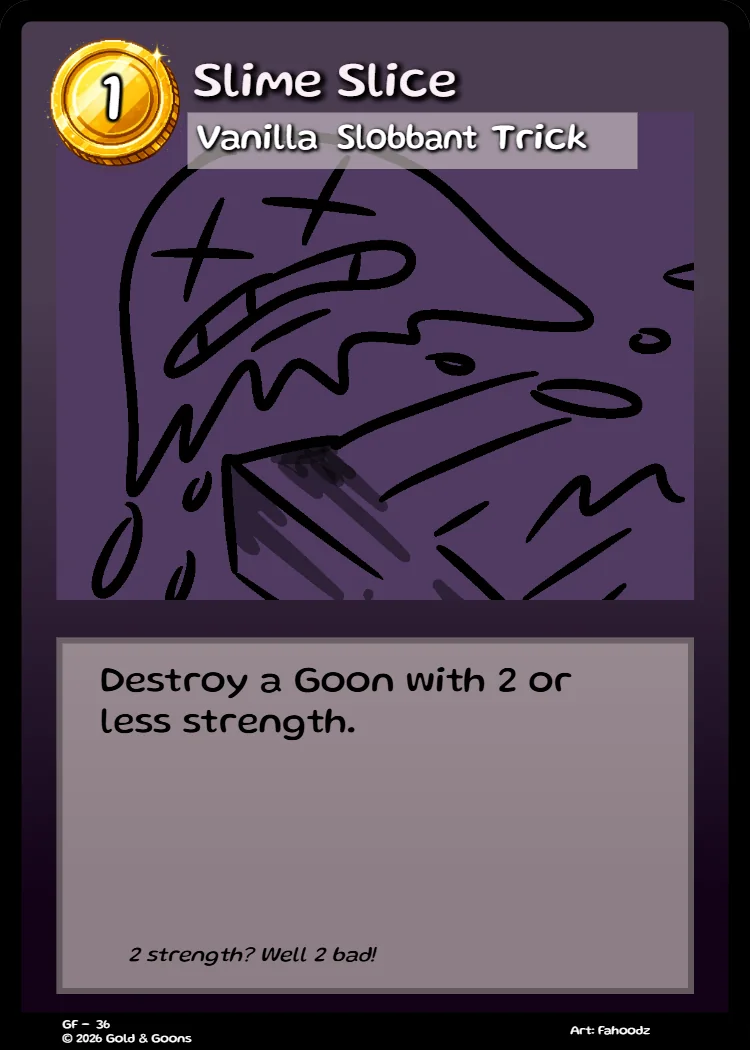 1
Slime Slice
Vanilla Slobbant Trick
Destroy a Goon with 2 or
less strength.
2 strength? Well 2 bad!
GF - 36
© 2026 Gold & Goons
Art: Fahoodz